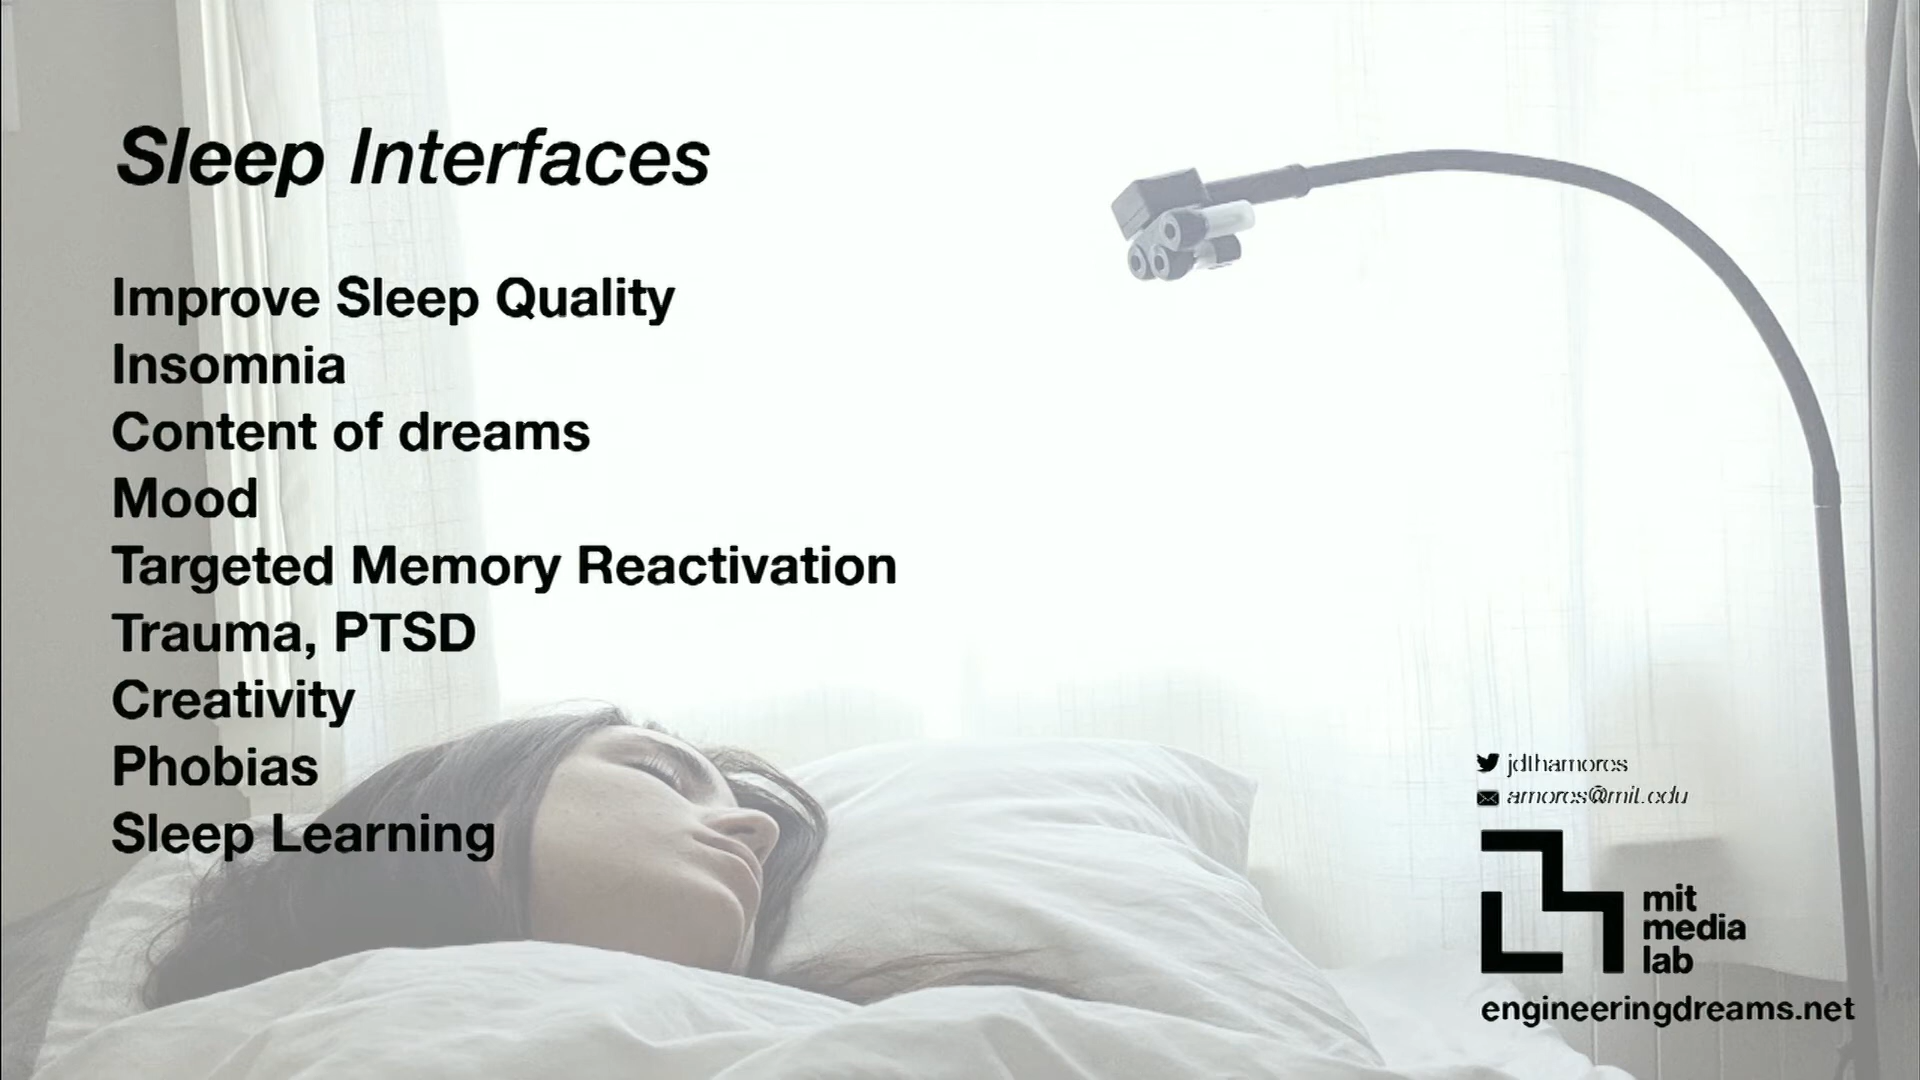 Sleep Interfaces
Improve Sleep Quality
Insomnia
Content of dreams
Mood
Targeted Memory Reactivation
Trauma, PTSD
Creativity
Phobias
Sleep Learning
jdthamores
amores@mit.edu
mit
media
lab
engineeringdreams.net